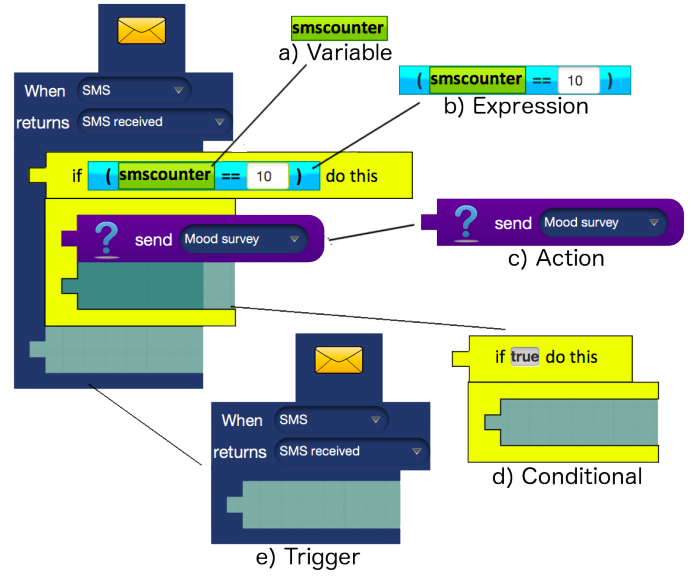 smscounter
a) Variable
( smscounter == 10 )
b) Expression
When SMS
returns SMS received
if ( smscounter == 10 ) do this
? send Mood survey
? send Mood survey
c) Action
if true do this
d) Conditional
When SMS
returns SMS received
e) Trigger